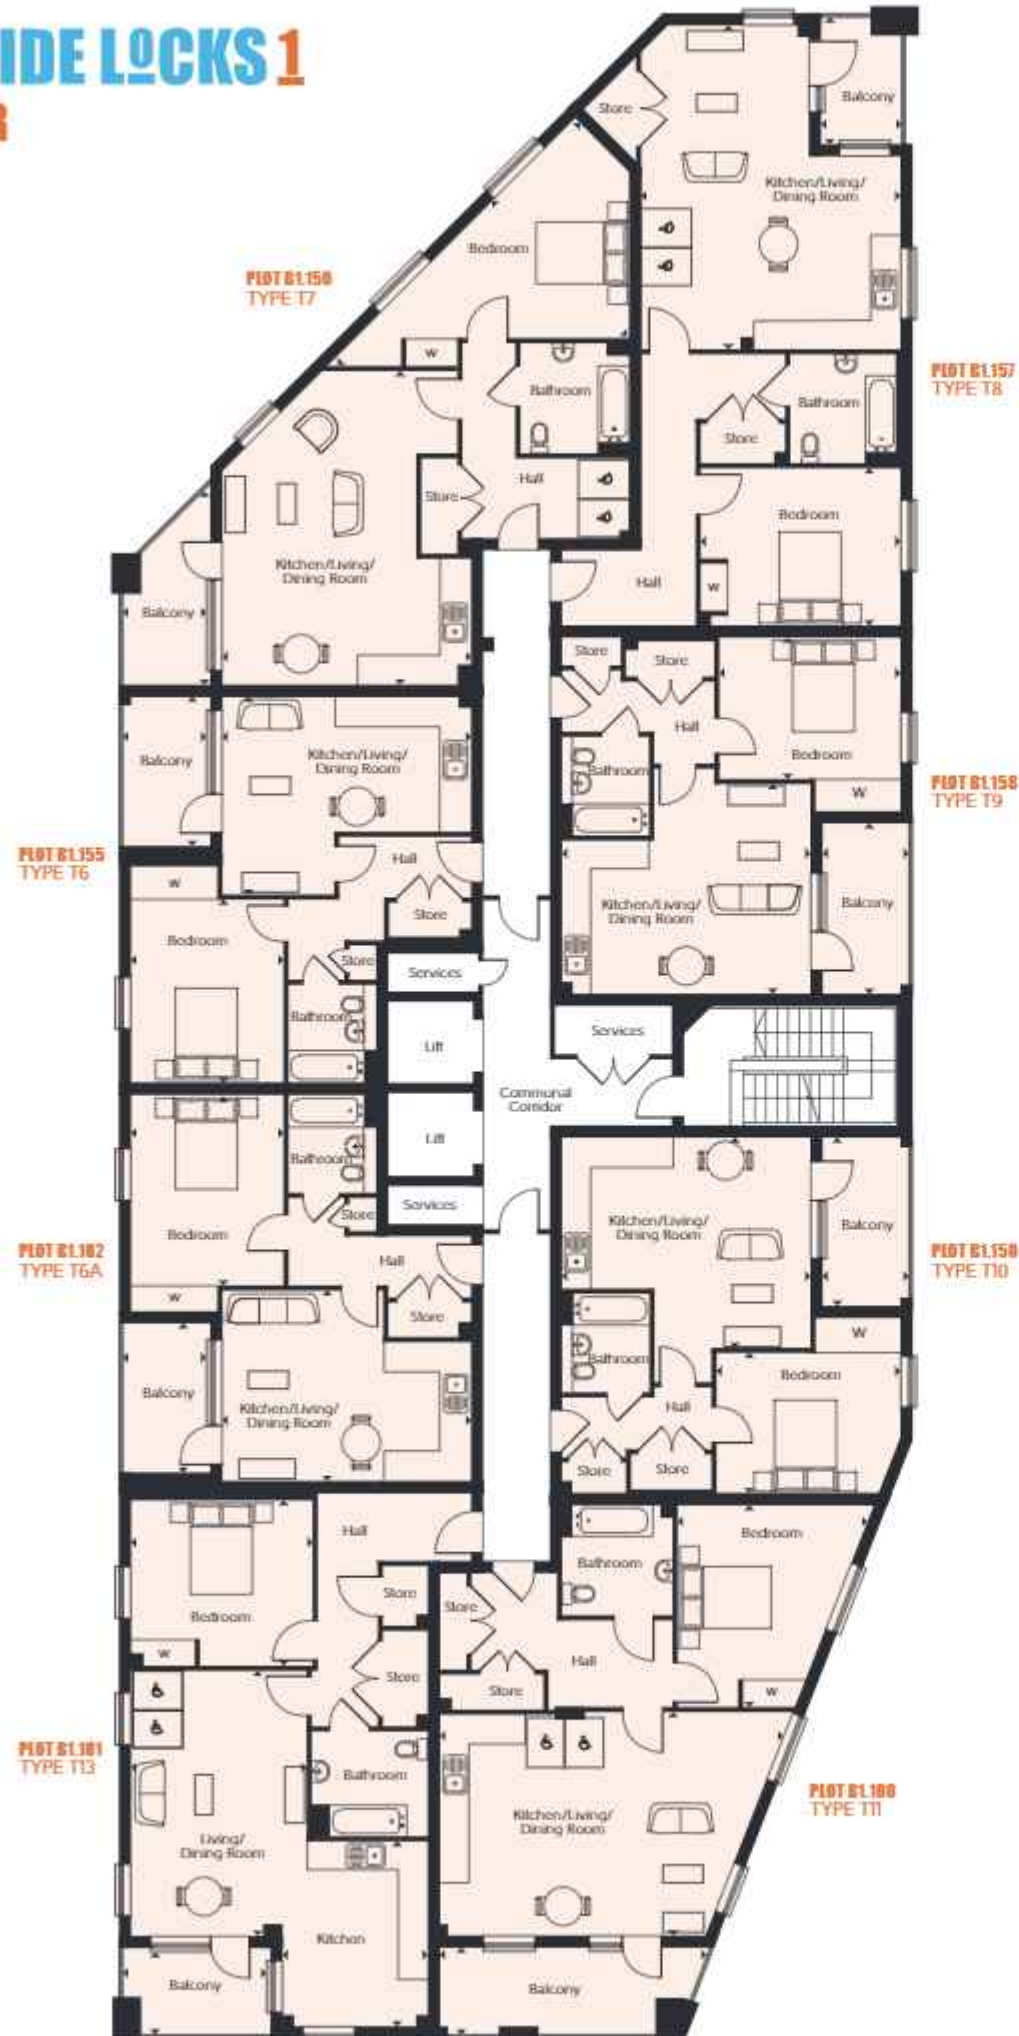 IDE LOCKS 1
R
Store
Balcony
Kitchen/Living/
Dining Room
Bedroom
PLOT B1.156
TYPE T7
W
Bathroom
PLOT B1.157
TYPE T8
Bathroom
Store
Store
Hall
Kitchen/Living/
Dining Room
Bedroom
Balcony
Hall
W
Store
Store
Balcony
Kitchen/Living/
Dining Room
Hall
Bedroom
Bathroom
W
PLOT B1.158
TYPE T9
PLOT B1.155
TYPE T6
Hall
W
Store
Kitchen/Living/
Dining Room
Balcony
Bedroom
Store
Services
Bathroom
Lift
Services
Communal
Corridor
Lift
Bathroom
Store
Services
Bedroom
Kitchen/Living/
Dining Room
Balcony
PLOT B1.162
TYPE T6A
Hall
PLOT B1.159
TYPE T10
W
Store
W
Bathroom
Bedroom
Balcony
Kitchen/Living/
Dining Room
Hall
Store
Store
Hall
Bedroom
Bathroom
Store
Store
Bedroom
W
Hall
Store
Store
W
PLOT B1.161
TYPE T13
Bathroom
PLOT B1.160
TYPE T11
Kitchen/Living/
Dining Room
Living/
Dining Room
Kitchen
Balcony
Balcony